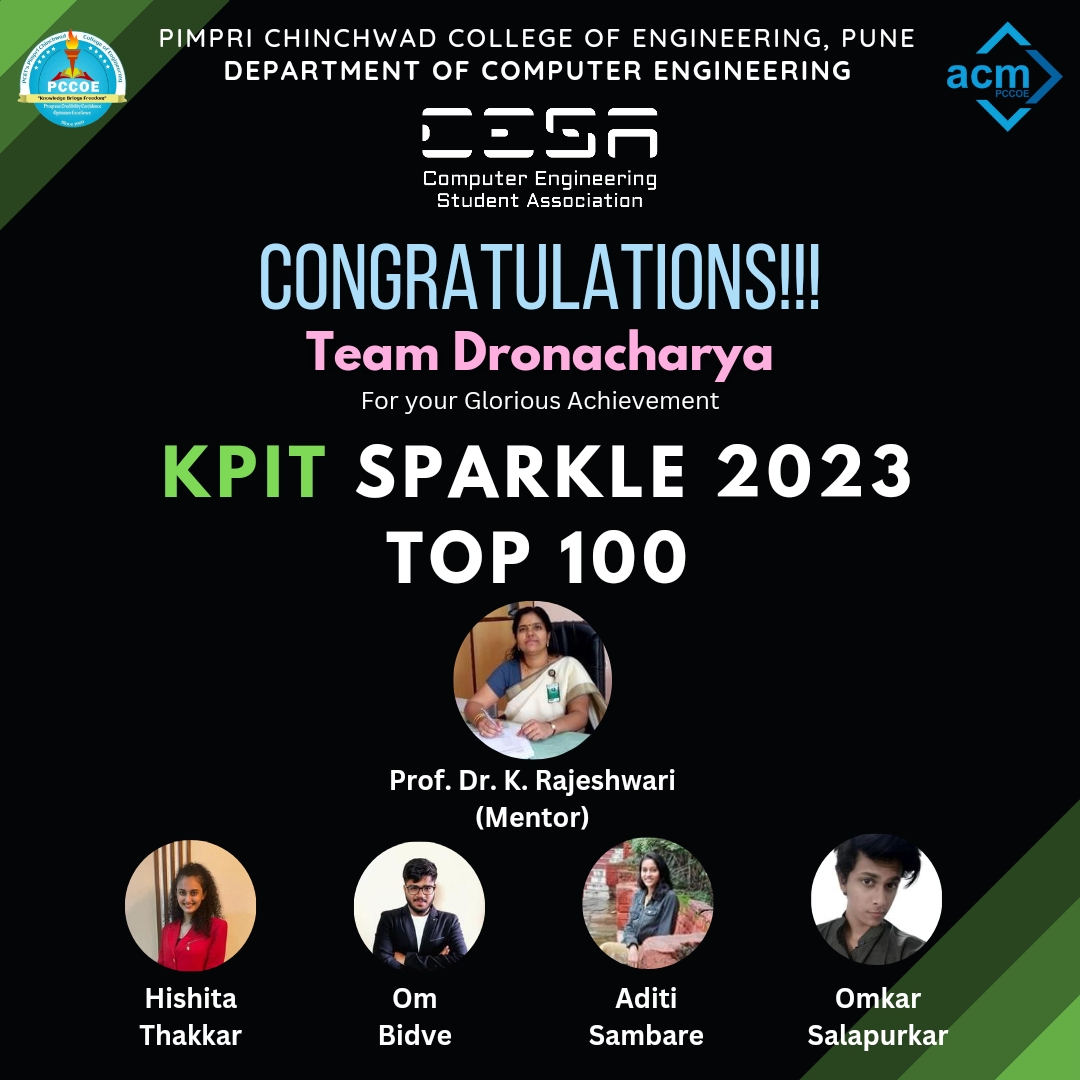 PIMPRI CHINCHWAD COLLEGE OF ENGINEERING, PUNE
DEPARTMENT OF COMPUTER ENGINEERING
PCCOE
"Knowledge Brings Freedom"
acm
PCCOE
CESA
Computer Engineering
Student Association
CONGRATULATIONS!!!
Team Dronacharya
For your Glorious Achievement
KPIT SPARKLE 2023
TOP 100
Prof. Dr. K. Rajeshwari
(Mentor)
Hishita
Thakkar
Om
Bidve
Aditi
Sambare
Omkar
Salapurkar